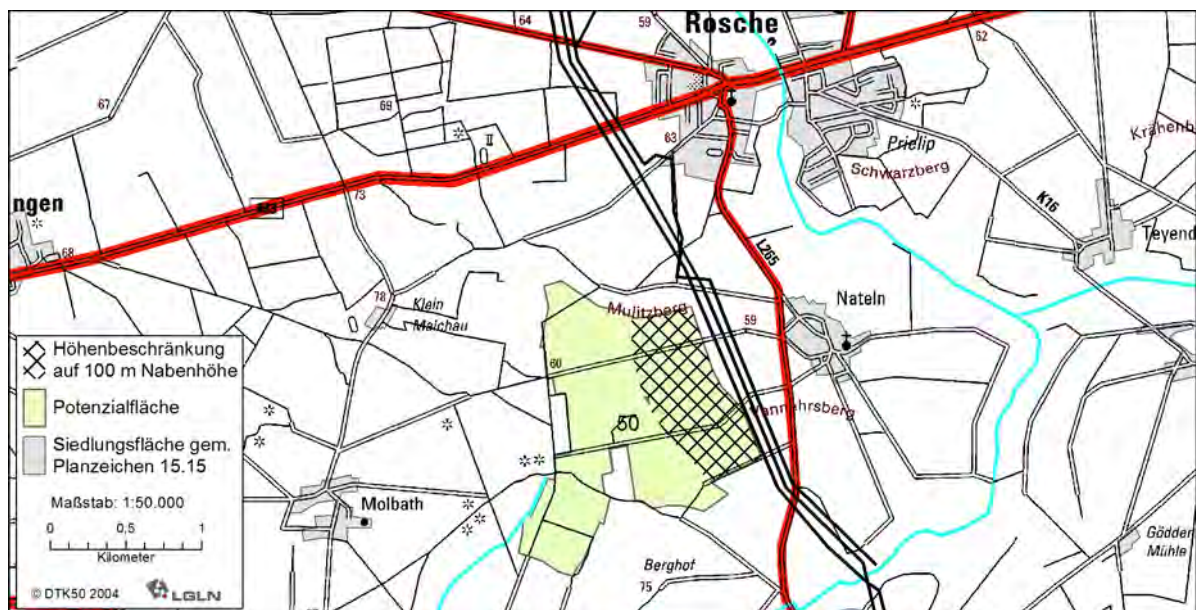 64
59
Rosche
62
67
69
63
Prielip
Krähenb
Schwarzberg
73
ngen
K16
Teyend
68
L265
78
Klein
Maichau
Mulitzberg
Nateln
59
60
Höhenbeschränkung
auf 100 m Nabenhöhe
Potenzialfläche
50
Siedlungsfläche gem.
Planzeichen 15.15
Maßstab: 1:50.000
0 0,5 1
Kilometer
Molbath
Berghof
75
Gödden
Mühle
© DTK50 2004 LGLN